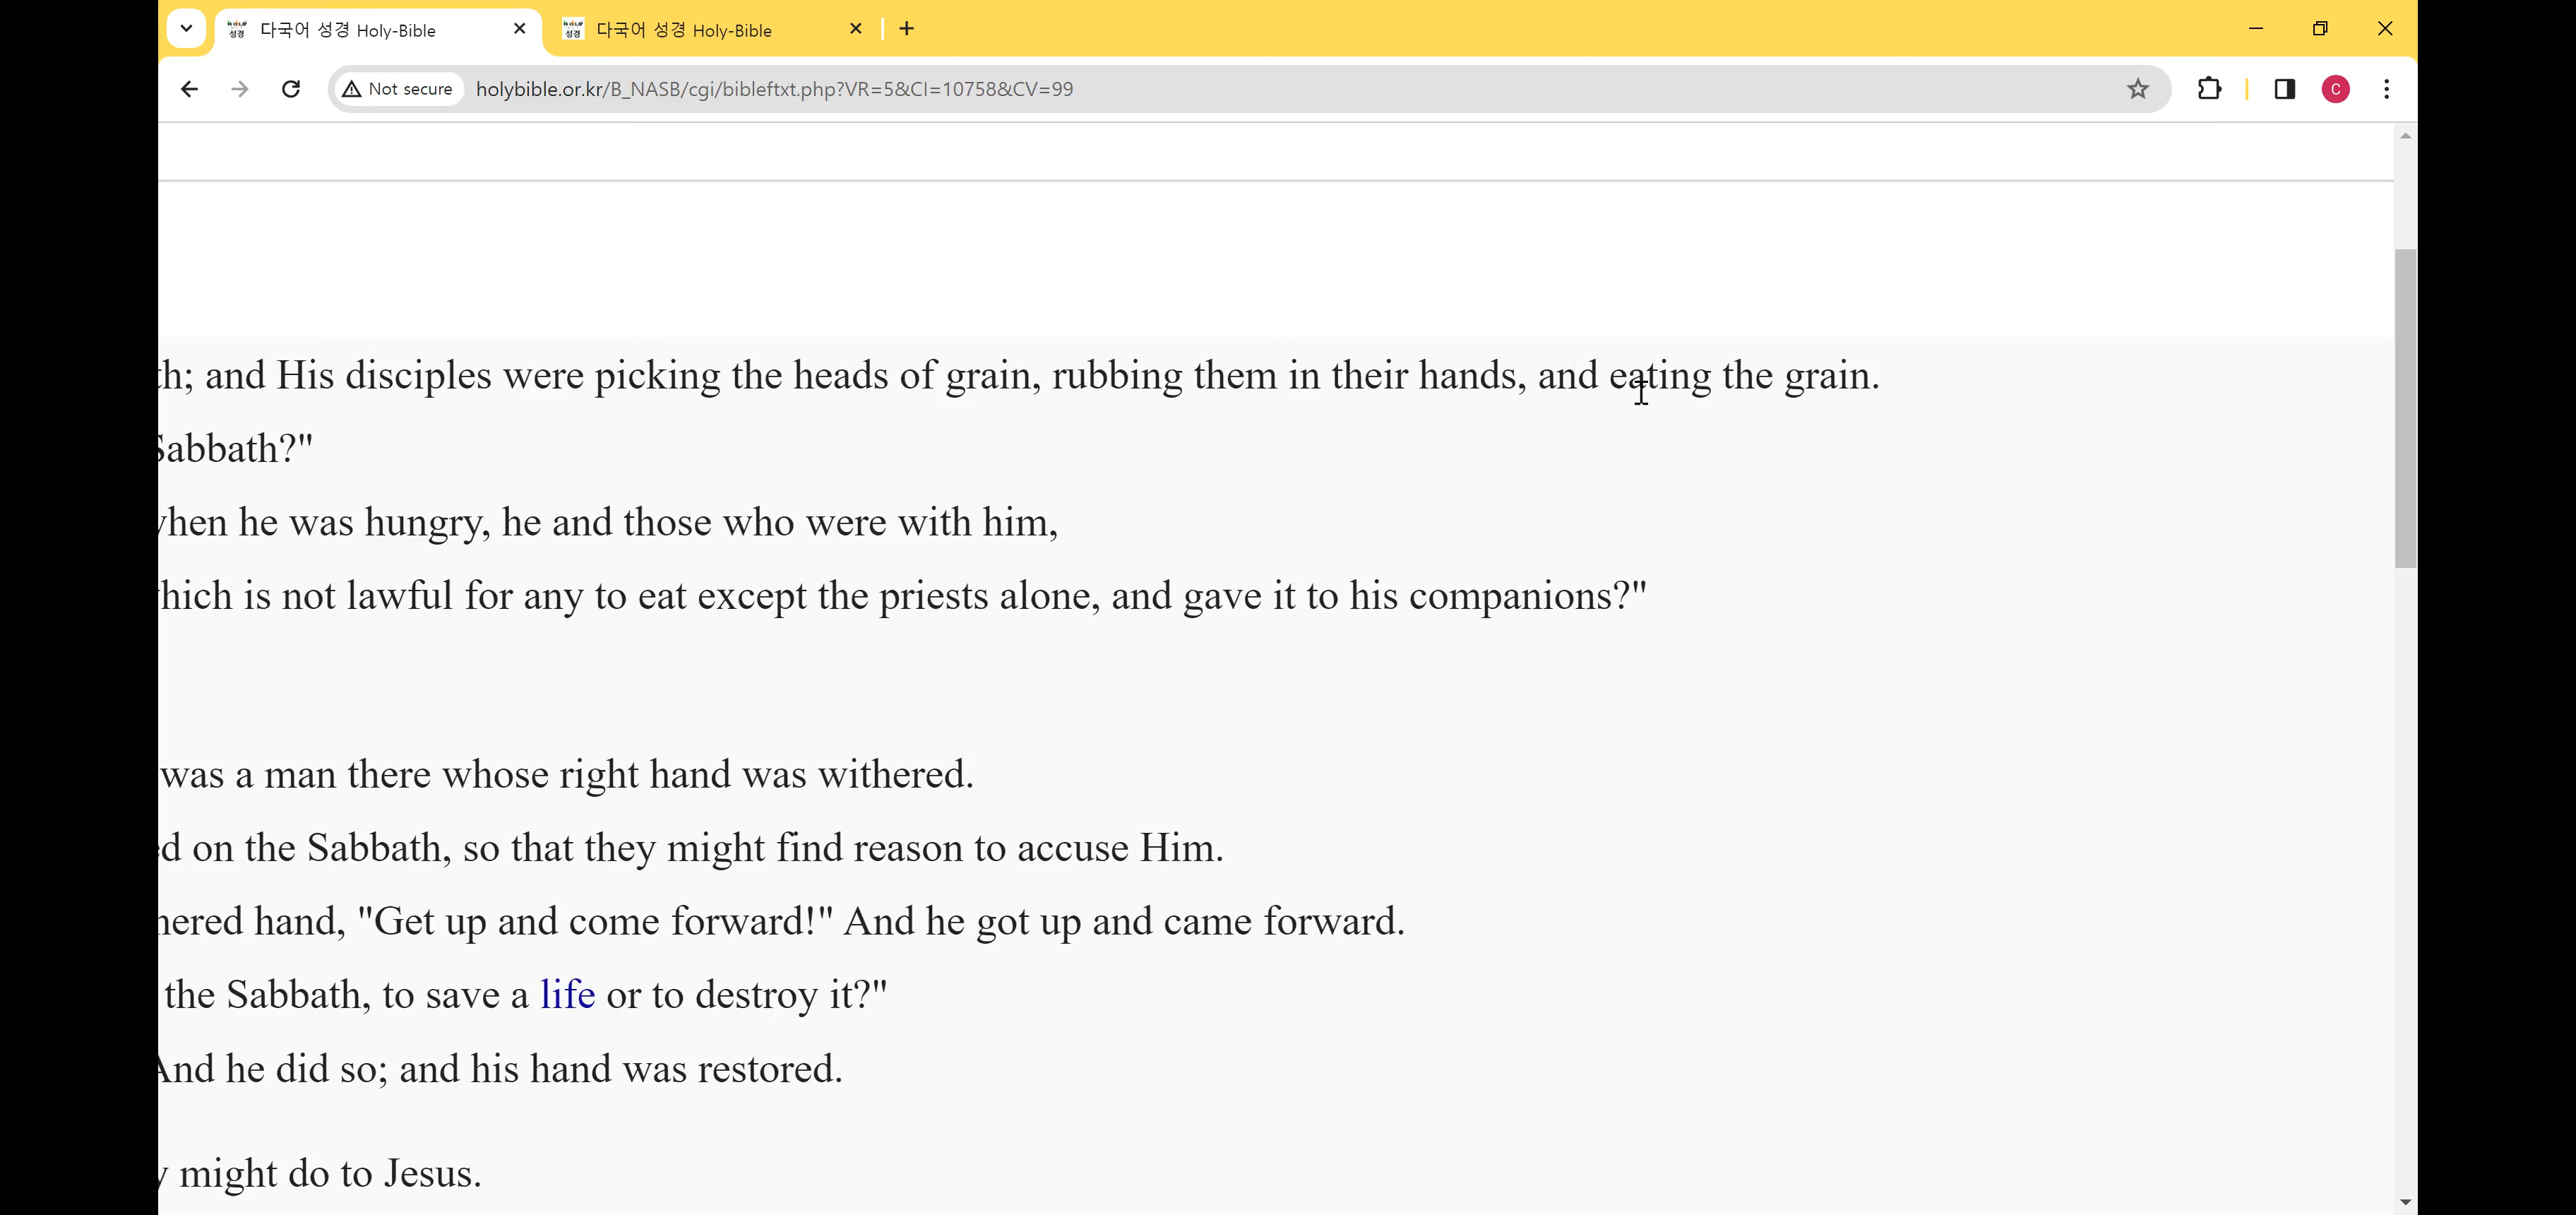 다국어 성경 Holy-Bible
다국어 성경 Holy-Bible
Not secure holybible.or.kr/B_NASB/cgi/bibleftxt.php?VR=5&CI=10758&CV=99
C
th; and His disciples were picking the heads of grain, rubbing them in their hands, and eating the grain.
Sabbath?"
when he was hungry, he and those who were with him,
hich is not lawful for any to eat except the priests alone, and gave it to his companions?"
was a man there whose right hand was withered.
ed on the Sabbath, so that they might find reason to accuse Him.
hered hand, "Get up and come forward!" And he got up and came forward.
the Sabbath, to save a life or to destroy it?"
And he did so; and his hand was restored.
y might do to Jesus.